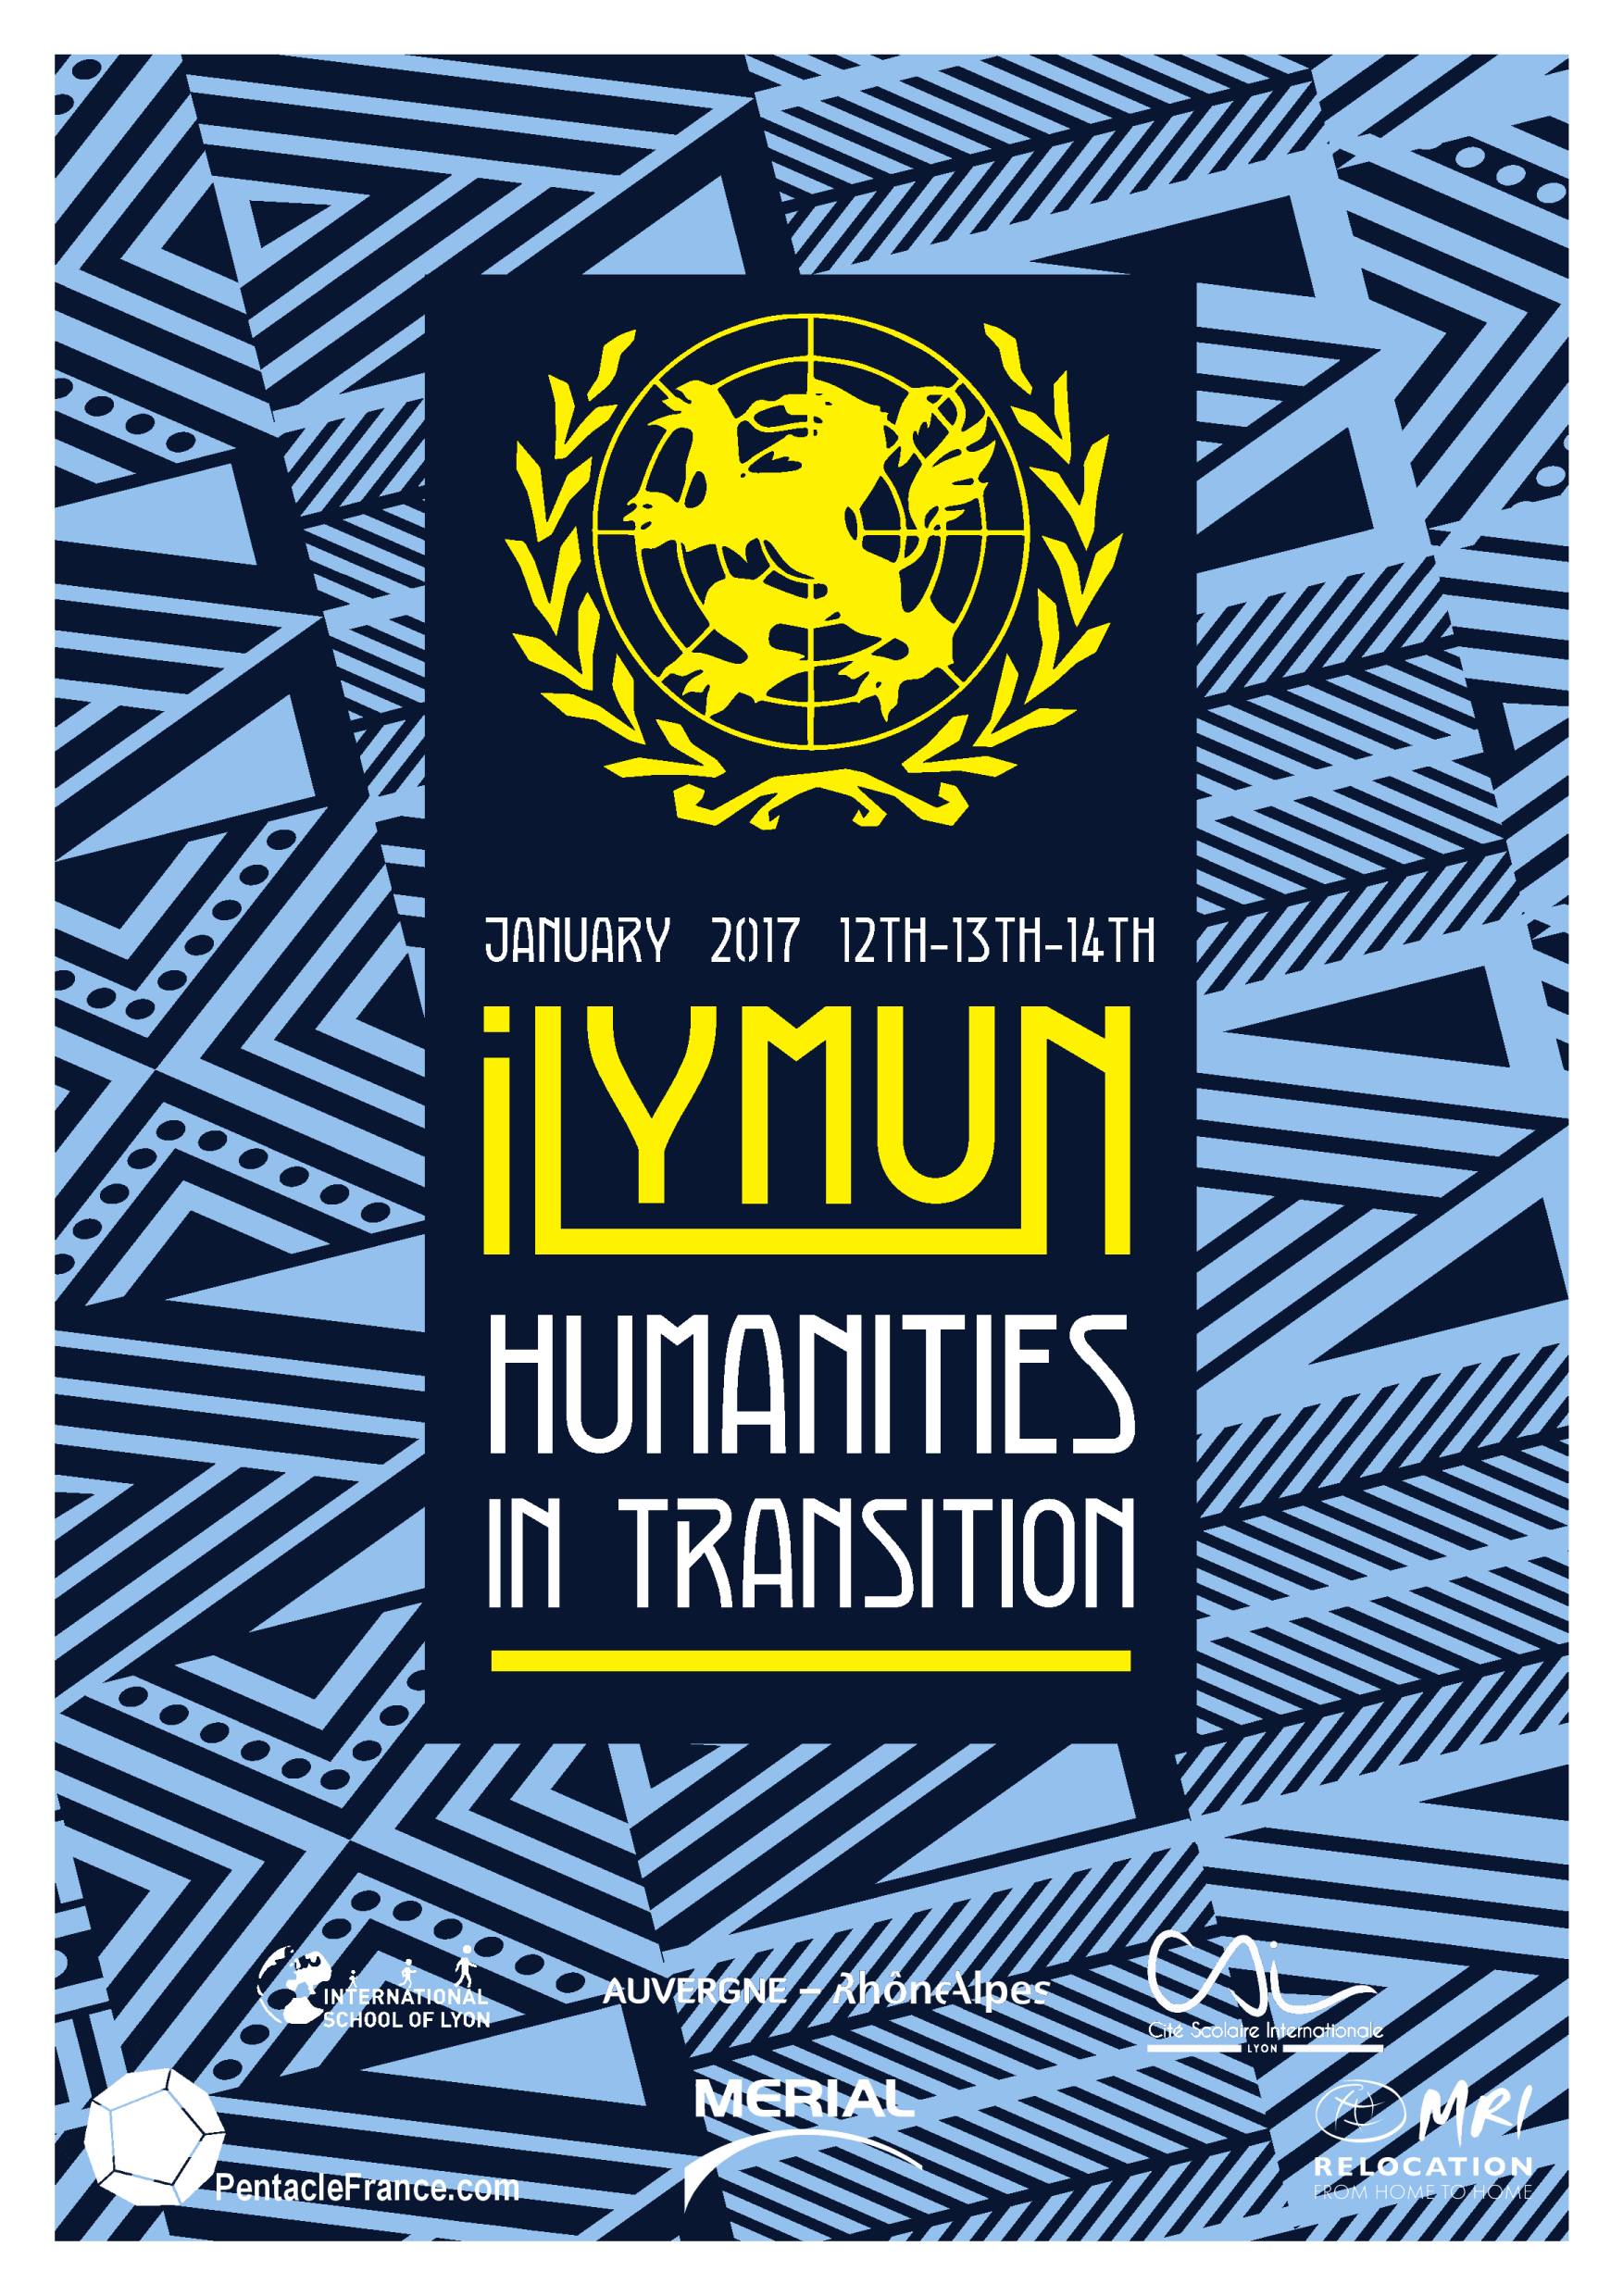 JANUARY 2017 12TH-13TH-14TH
iLYMUN
HUMANITIES
IN TRANSITION
INTERNATIONAL
SCHOOL OF LYON
AUVERGNE – RhôneAlpes
CSI
Cité Scolaire Internationale
LYON
PentacleFrance.com
MERIAL
MRI
RELOCATION
FROM HOME TO HOME